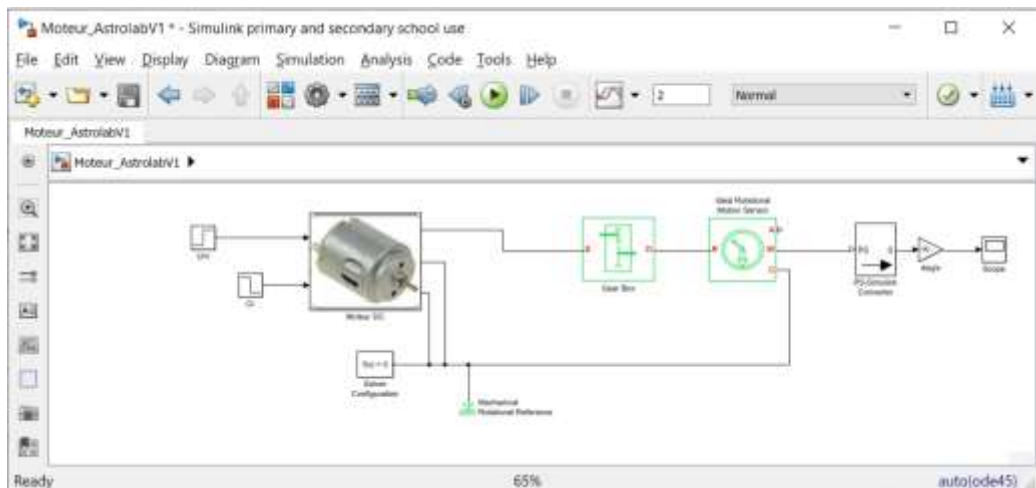 Moteur_AstrolabV1 * - Simulink primary and secondary school use
File Edit View Display Diagram Simulation Analysis Code Tools Help
2 Normal
Moteur_AstrolabV1
Moteur_AstrolabV1
Ideal Rotational
Motion Sensor
Moteur DC
Gear Box
PS-Simulink
Converter
Angle
Scope
Solver
Configuration
Mechanical
Rotational Reference
Ready 65% auto(ode45)